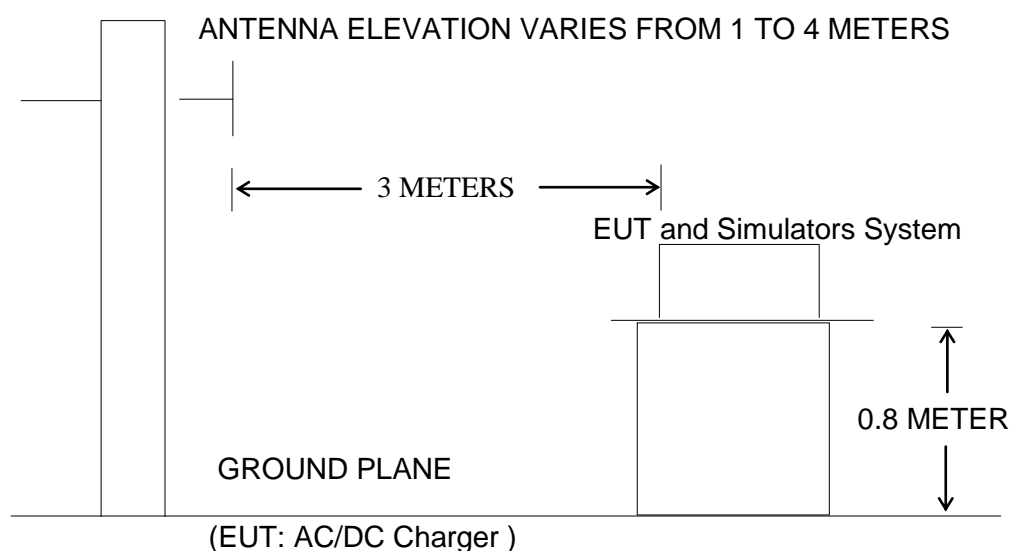 ANTENNA ELEVATION VARIES FROM 1 TO 4 METERS
3 METERS
EUT and Simulators System
0.8 METER
GROUND PLANE
(EUT: AC/DC Charger )